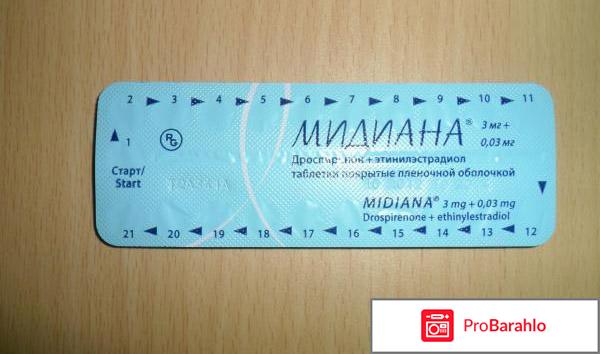 2 3 4 5 6 7 8 9 10 11
1
RG
МИДИАНА® 3 мг +
0,03 мг
Старт/
Start
Дроспиренон + этинилэстрадиол
таблетки покрытые пленочной оболочкой
MIDIANA® 3 mg + 0,03 mg
Drospirenone + ethinylestradiol
21 20 19 18 17 16 15 14 13 12
ProBarahlo